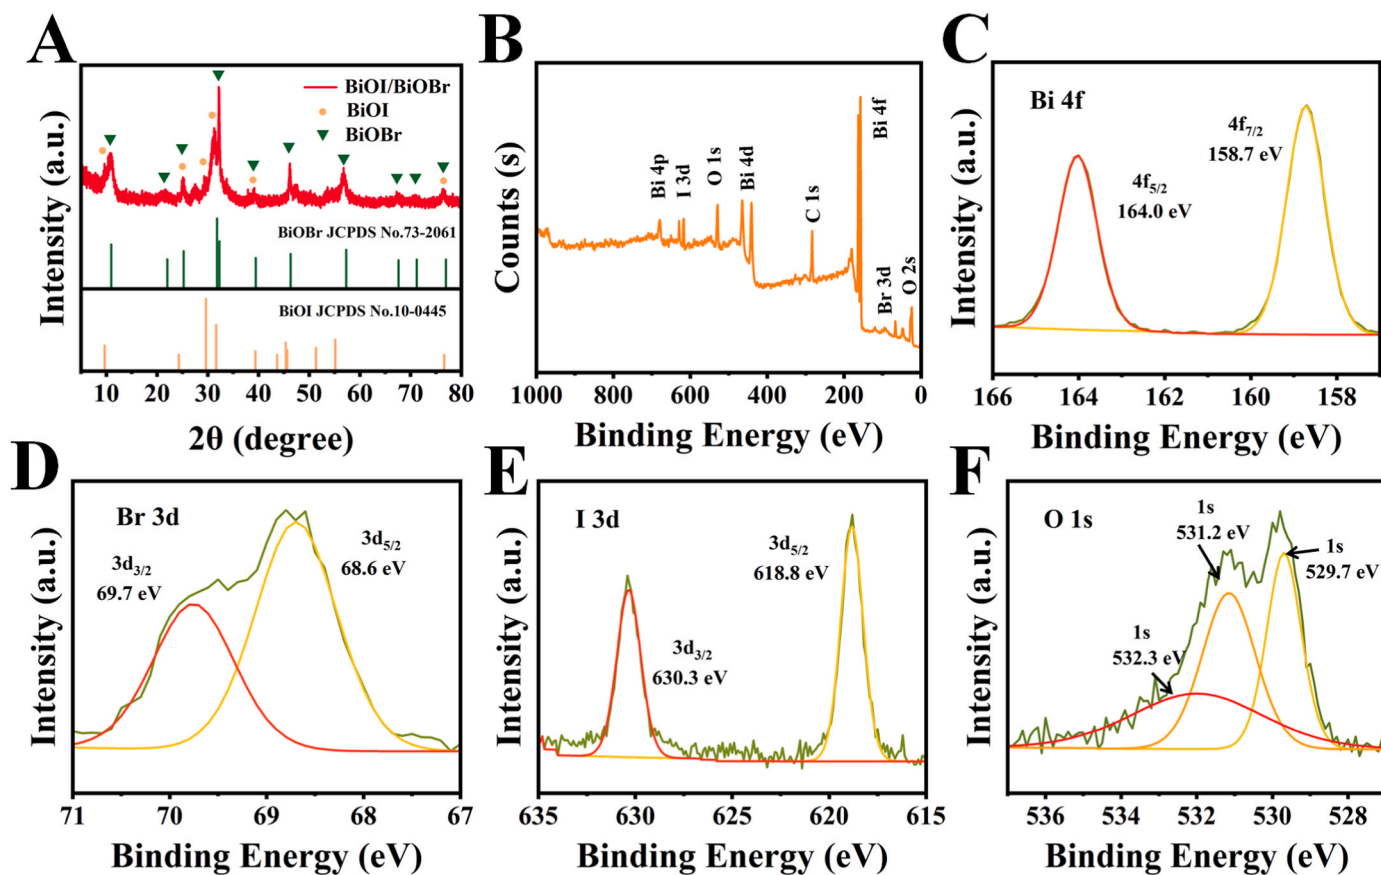 A
BiOI/BiOBr
BiOI
BiOBr
BiOBr JCPDS No.73-2061
BiOI JCPDS No.10-0445
Intensity (a.u.)
10 20 30 40 50 60 70 80
2θ (degree)
B
Bi 4p
I 3d
O 1s
Bi 4d
C 1s
Bi 4f
Br 3d
O 2s
Counts (s)
1000 800 600 400 200 0
Binding Energy (eV)
C
Bi 4f
4f7/2
158.7 eV
4f5/2
164.0 eV
Intensity (a.u.)
166 164 162 160 158
Binding Energy (eV)
D
Br 3d
3d5/2
68.6 eV
3d3/2
69.7 eV
Intensity (a.u.)
71 70 69 68 67
Binding Energy (eV)
E
I 3d
3d5/2
618.8 eV
3d3/2
630.3 eV
Intensity (a.u.)
635 630 625 620 615
Binding Energy (eV)
F
O 1s
1s
531.2 eV
1s
529.7 eV
1s
532.3 eV
Intensity (a.u.)
536 534 532 530 528
Binding Energy (eV)